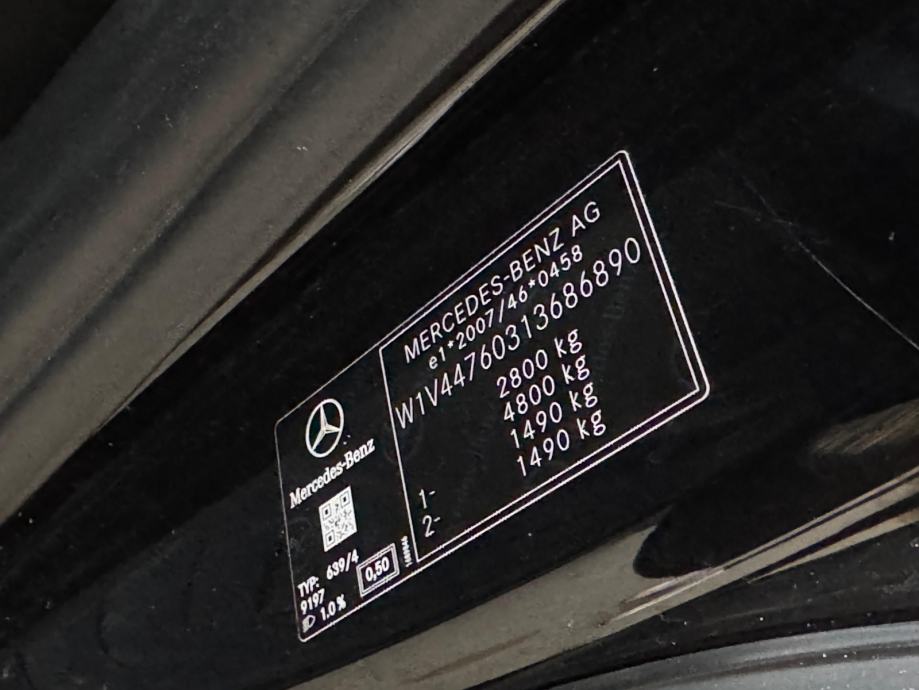 MERCEDES-BENZ AG
e1*2007/46*0458
W1V44760313686890
2800 kg
4800 kg
1- 1490 kg
2- 1490 kg
Mercedes-Benz
TYP: 639/4
9197
1.0%
0,50